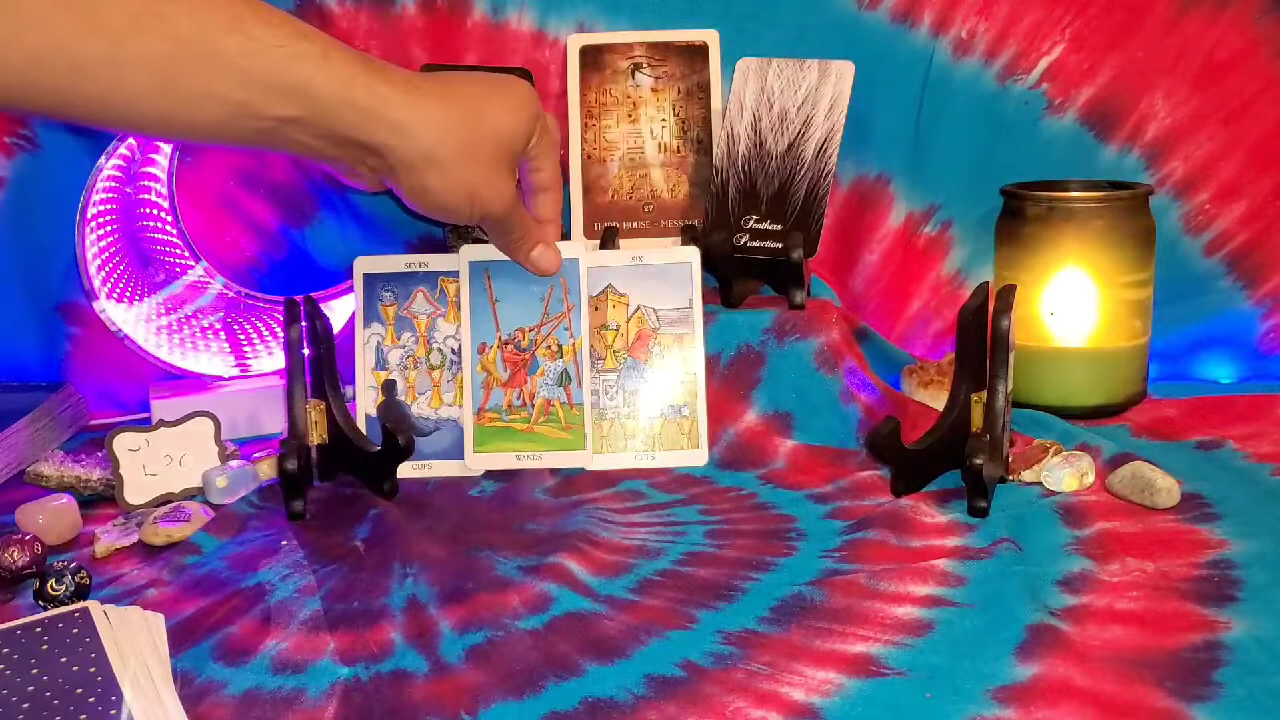 27
THIRD HOUSE - MESSAGE
Feathers
Protection
SEVEN
CUPS
WANDS
SIX
CUPS